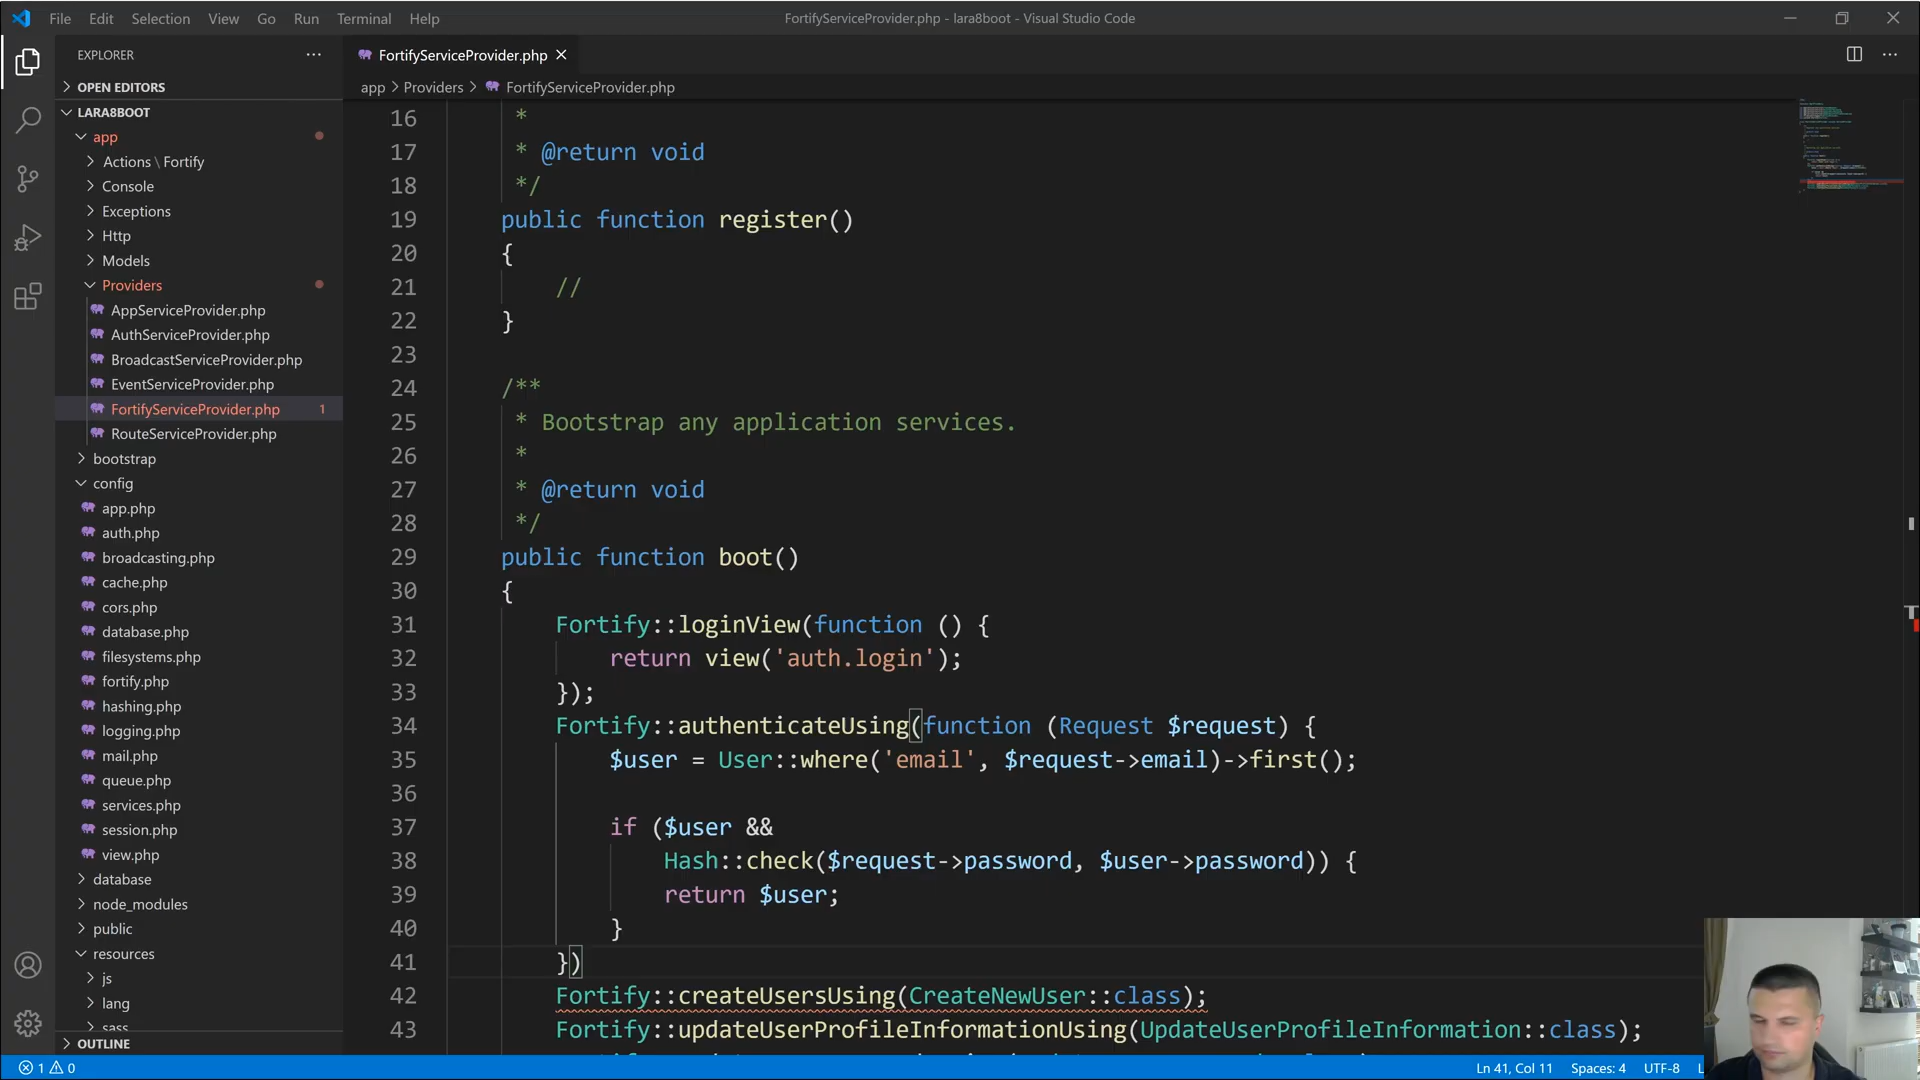 File Edit Selection View Go Run Terminal Help
FortifyServiceProvider.php - lara8boot - Visual Studio Code
EXPLORER
OPEN EDITORS
LARA8BOOT
app
Actions \ Fortify
Console
Exceptions
Http
Models
Providers
AppServiceProvider.php
AuthServiceProvider.php
BroadcastServiceProvider.php
EventServiceProvider.php
FortifyServiceProvider.php 1
RouteServiceProvider.php
bootstrap
config
app.php
auth.php
broadcasting.php
cache.php
cors.php
database.php
filesystems.php
fortify.php
hashing.php
logging.php
mail.php
queue.php
services.php
session.php
view.php
database
node_modules
public
resources
js
lang
sass
OUTLINE
FortifyServiceProvider.php
app > Providers > FortifyServiceProvider.php
16 *
17 * @return void
18 */
19 public function register()
20 {
21 //
22 }
23
24 /**
25 * Bootstrap any application services.
26 *
27 * @return void
28 */
29 public function boot()
30 {
31 Fortify::loginView(function () {
32 return view('auth.login');
33 });
34 Fortify::authenticateUsing(function (Request $request) {
35 $user = User::where('email', $request->email)->first();
36
37 if ($user &&
38 Hash::check($request->password, $user->password)) {
39 return $user;
40 }
41 })
42 Fortify::createUsersUsing(CreateNewUser::class);
43 Fortify::updateUserProfileInformationUsing(UpdateUserProfileInformation::class);
1 0
Ln 41, Col 11 Spaces: 4 UTF-8